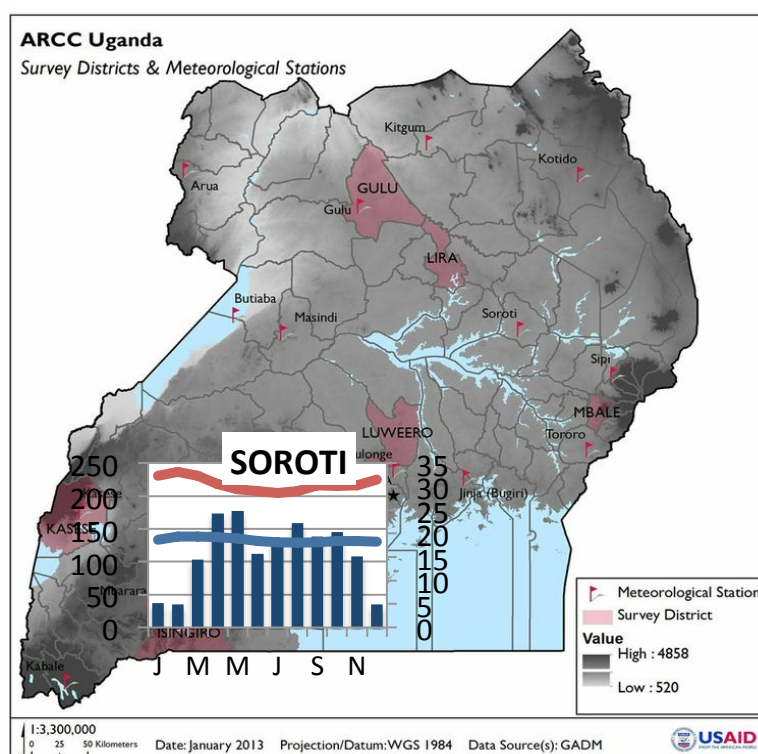 ARCC Uganda
Survey Districts & Meteorological Stations
Kitgum
Kotido
Arua
GULU
Gulu
LIRA
Butiaba
Masindi
Soroti
Sipi
MBALE
LUWEERO
Tororo
SOROTI
250
200
150
100
50
0
35
30
25
20
15
10
5
0
J M M J S N
Jinja (Bugiri)
KASESE
Mbarara
ISINGIRO
Kabale
Meteorological Station
Survey District
Value
High : 4858
Low : 520
1:3,300,000
0 25 50 Kilometers
Date: January 2013 Projection/Datum:WGS 1984 Data Source(s): GADM
USAID